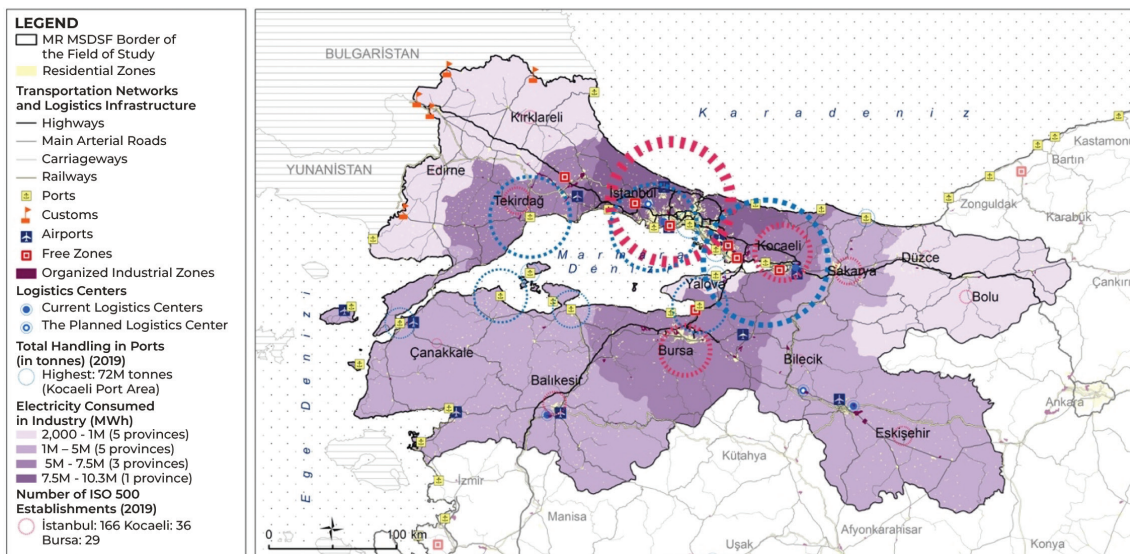 LEGEND
MR MSDSF Border of
the Field of Study
Residential Zones
Transportation Networks
and Logistics Infrastructure
Highways
Main Arterial Roads
Carriageways
Railways
Ports
Customs
Airports
Free Zones
Organized Industrial Zones
Logistics Centers
Current Logistics Centers
The Planned Logistics Center
Total Handling in Ports
(in tonnes) (2019)
Highest: 72M tonnes
(Kocaeli Port Area)
Electricity Consumed
in Industry (MWh)
2,000 - 1M (5 provinces)
1M – 5M (5 provinces)
5M - 7.5M (3 provinces)
7.5M - 10.3M (1 province)
Number of ISO 500
Establishments (2019)
İstanbul: 166 Kocaeli: 36
Bursa: 29
BULGARİSTAN
Karadeniz
Kırklareli
Kastamonu
Bartın
YUNANİSTAN
Edirne
İstanbul
Tekirdağ
Zonguldak
Karabük
Kocaeli
Marmara
Denizi
Düzce
Sakarya
Yalova
Çankırı
Bolu
Ege Denizi
Çanakkale
Bursa
Bilecik
Balıkesir
Ankara
Eskişehir
Kütahya
İzmir
Manisa
Afyonkarahisar
Uşak
Konya
0 100 km